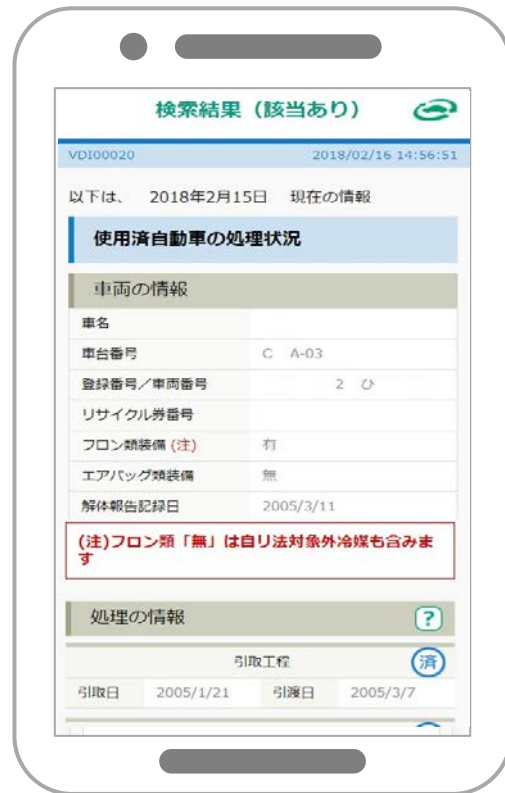 検索結果（該当あり）
VDI00020 2018/02/16 14:56:51
以下は、 2018年2月15日 現在の情報
使用済自動車の処理状況
車両の情報
車名
車台番号 C A-03
登録番号／車両番号 2 ひ
リサイクル券番号
フロン類装備 (注) 有
エアバッグ類装備 無
解体報告記録日 2005/3/11
(注)フロン類「無」は自リ法対象外冷媒も含みま
す
処理の情報 ?
引取工程 済
引取日 2005/1/21 引渡日 2005/3/7